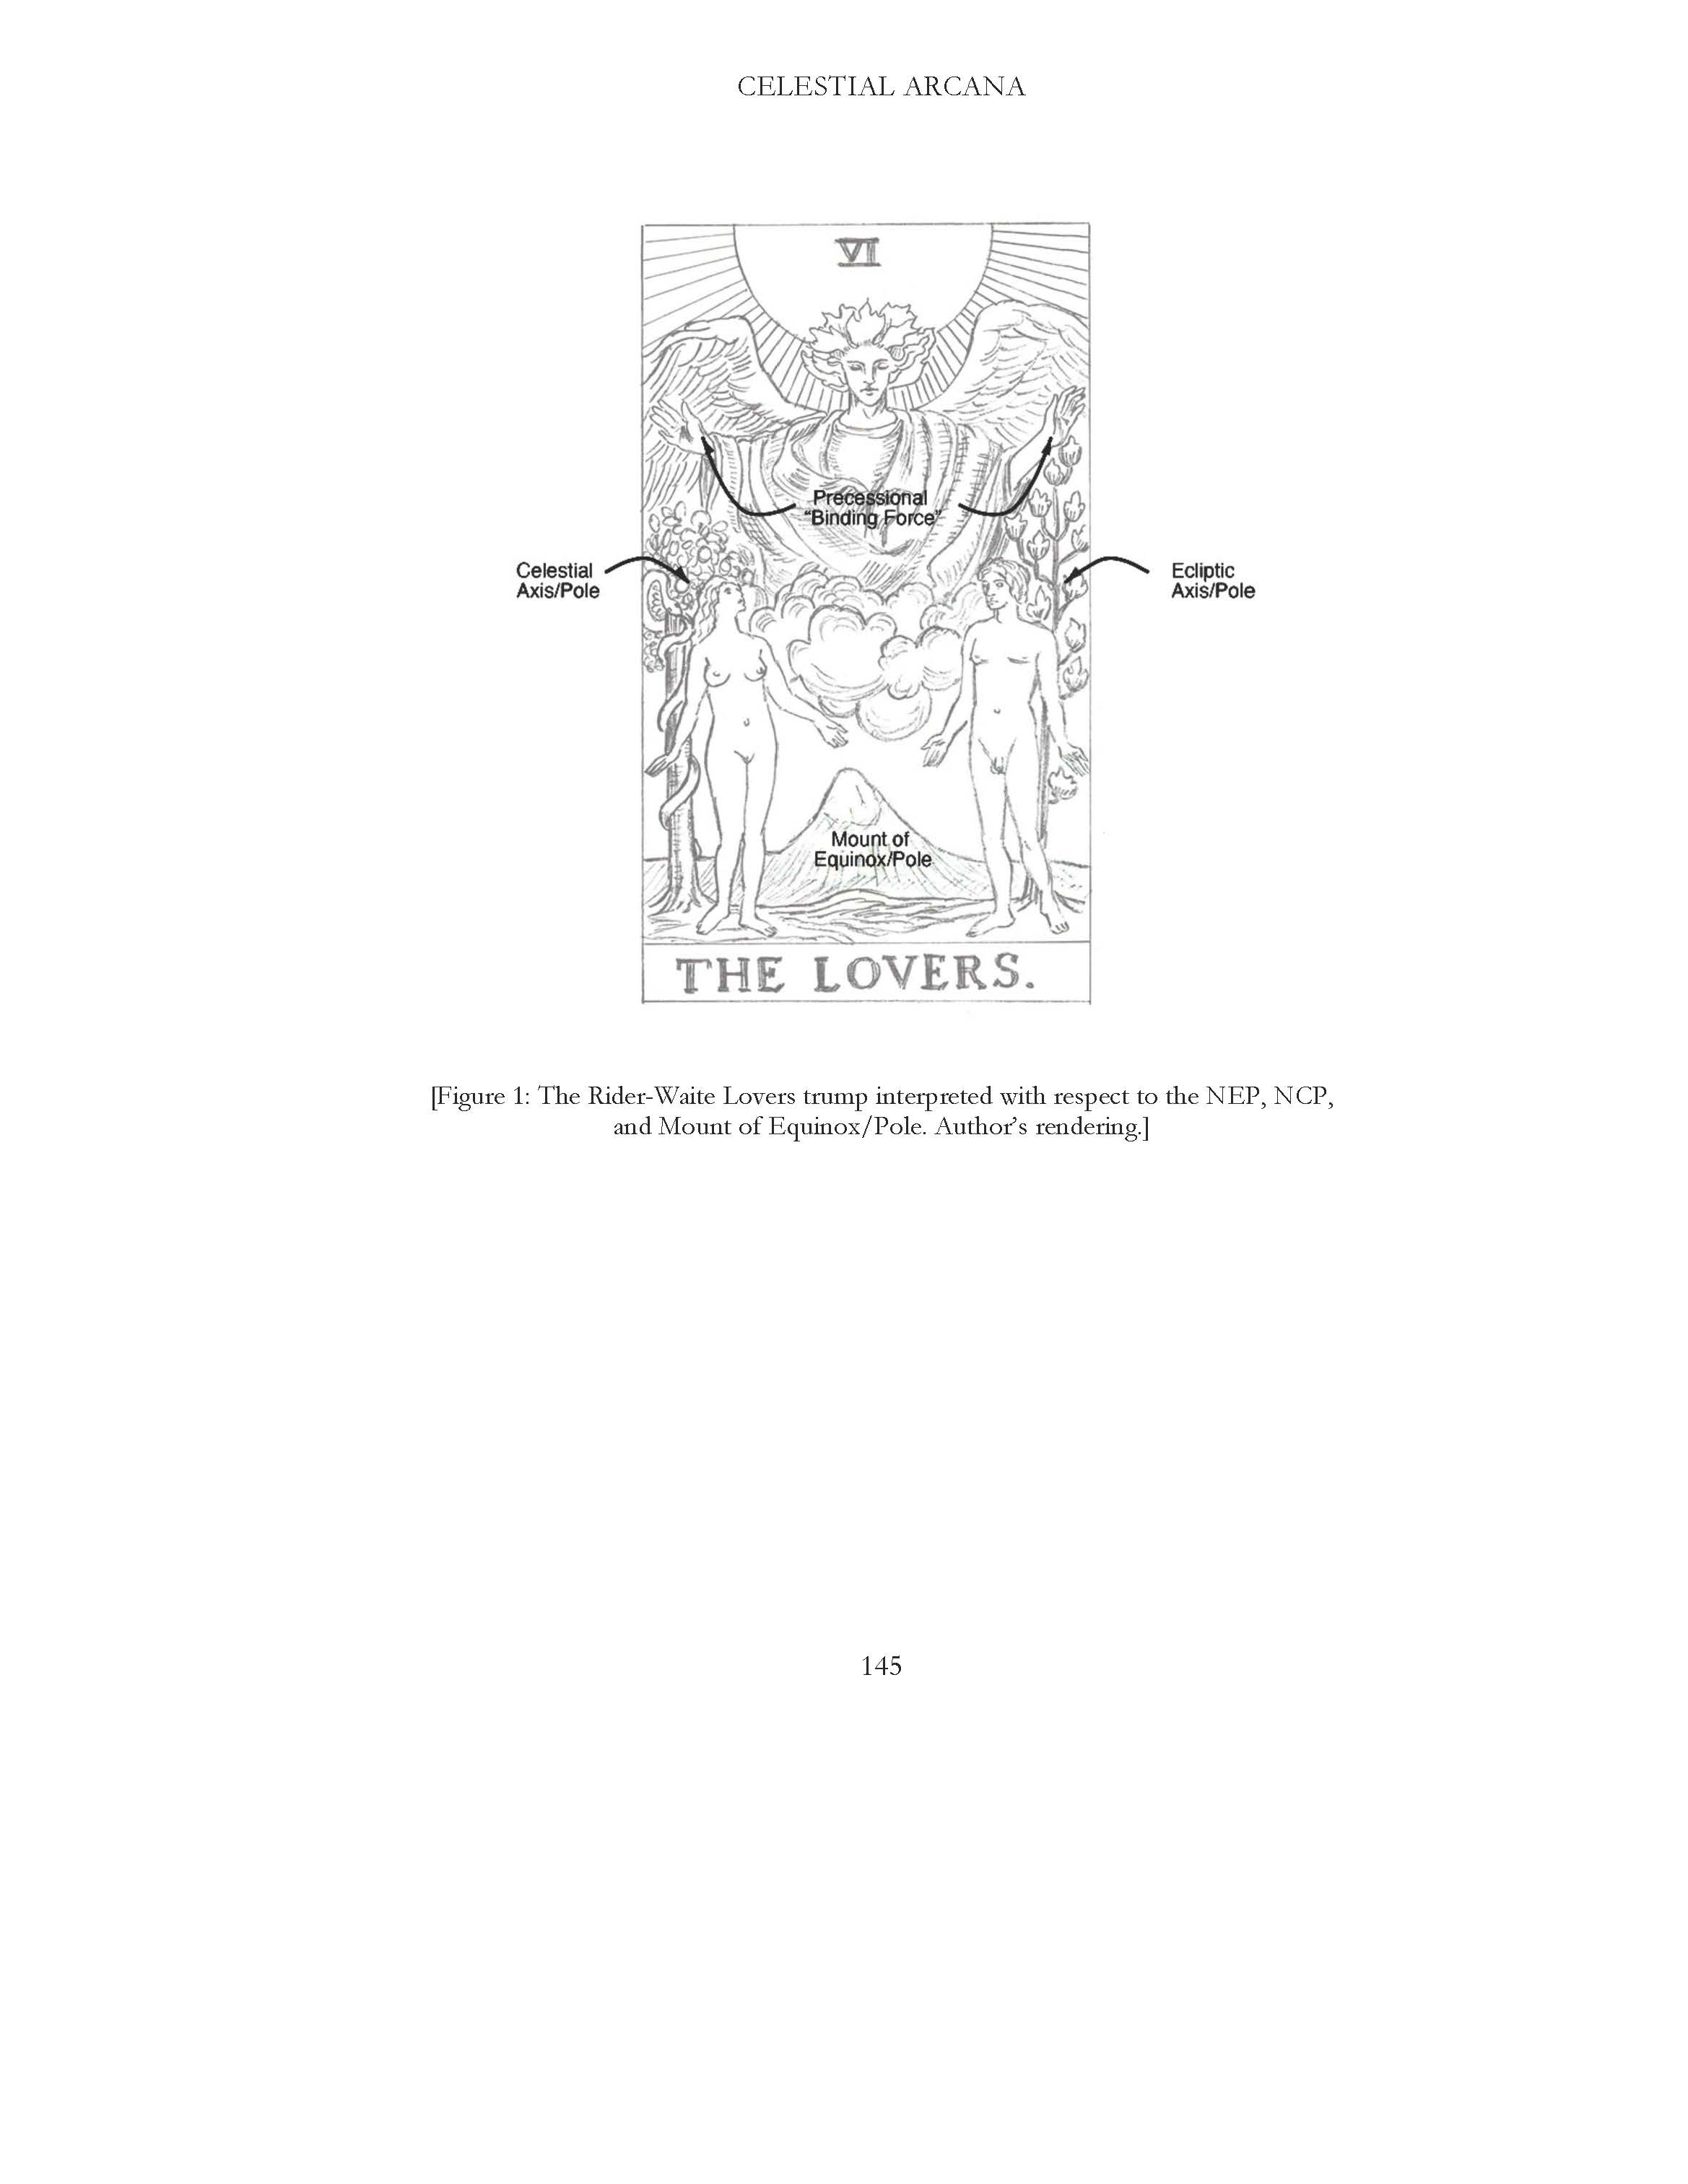 CELESTIAL ARCANA
VI
Precessional
"Binding Force"
Celestial
Axis/Pole
Ecliptic
Axis/Pole
Mount of
Equinox/Pole
THE LOVERS.
[Figure 1: The Rider-Waite Lovers trump interpreted with respect to the NEP, NCP,
and Mount of Equinox/Pole. Author's rendering.]
145